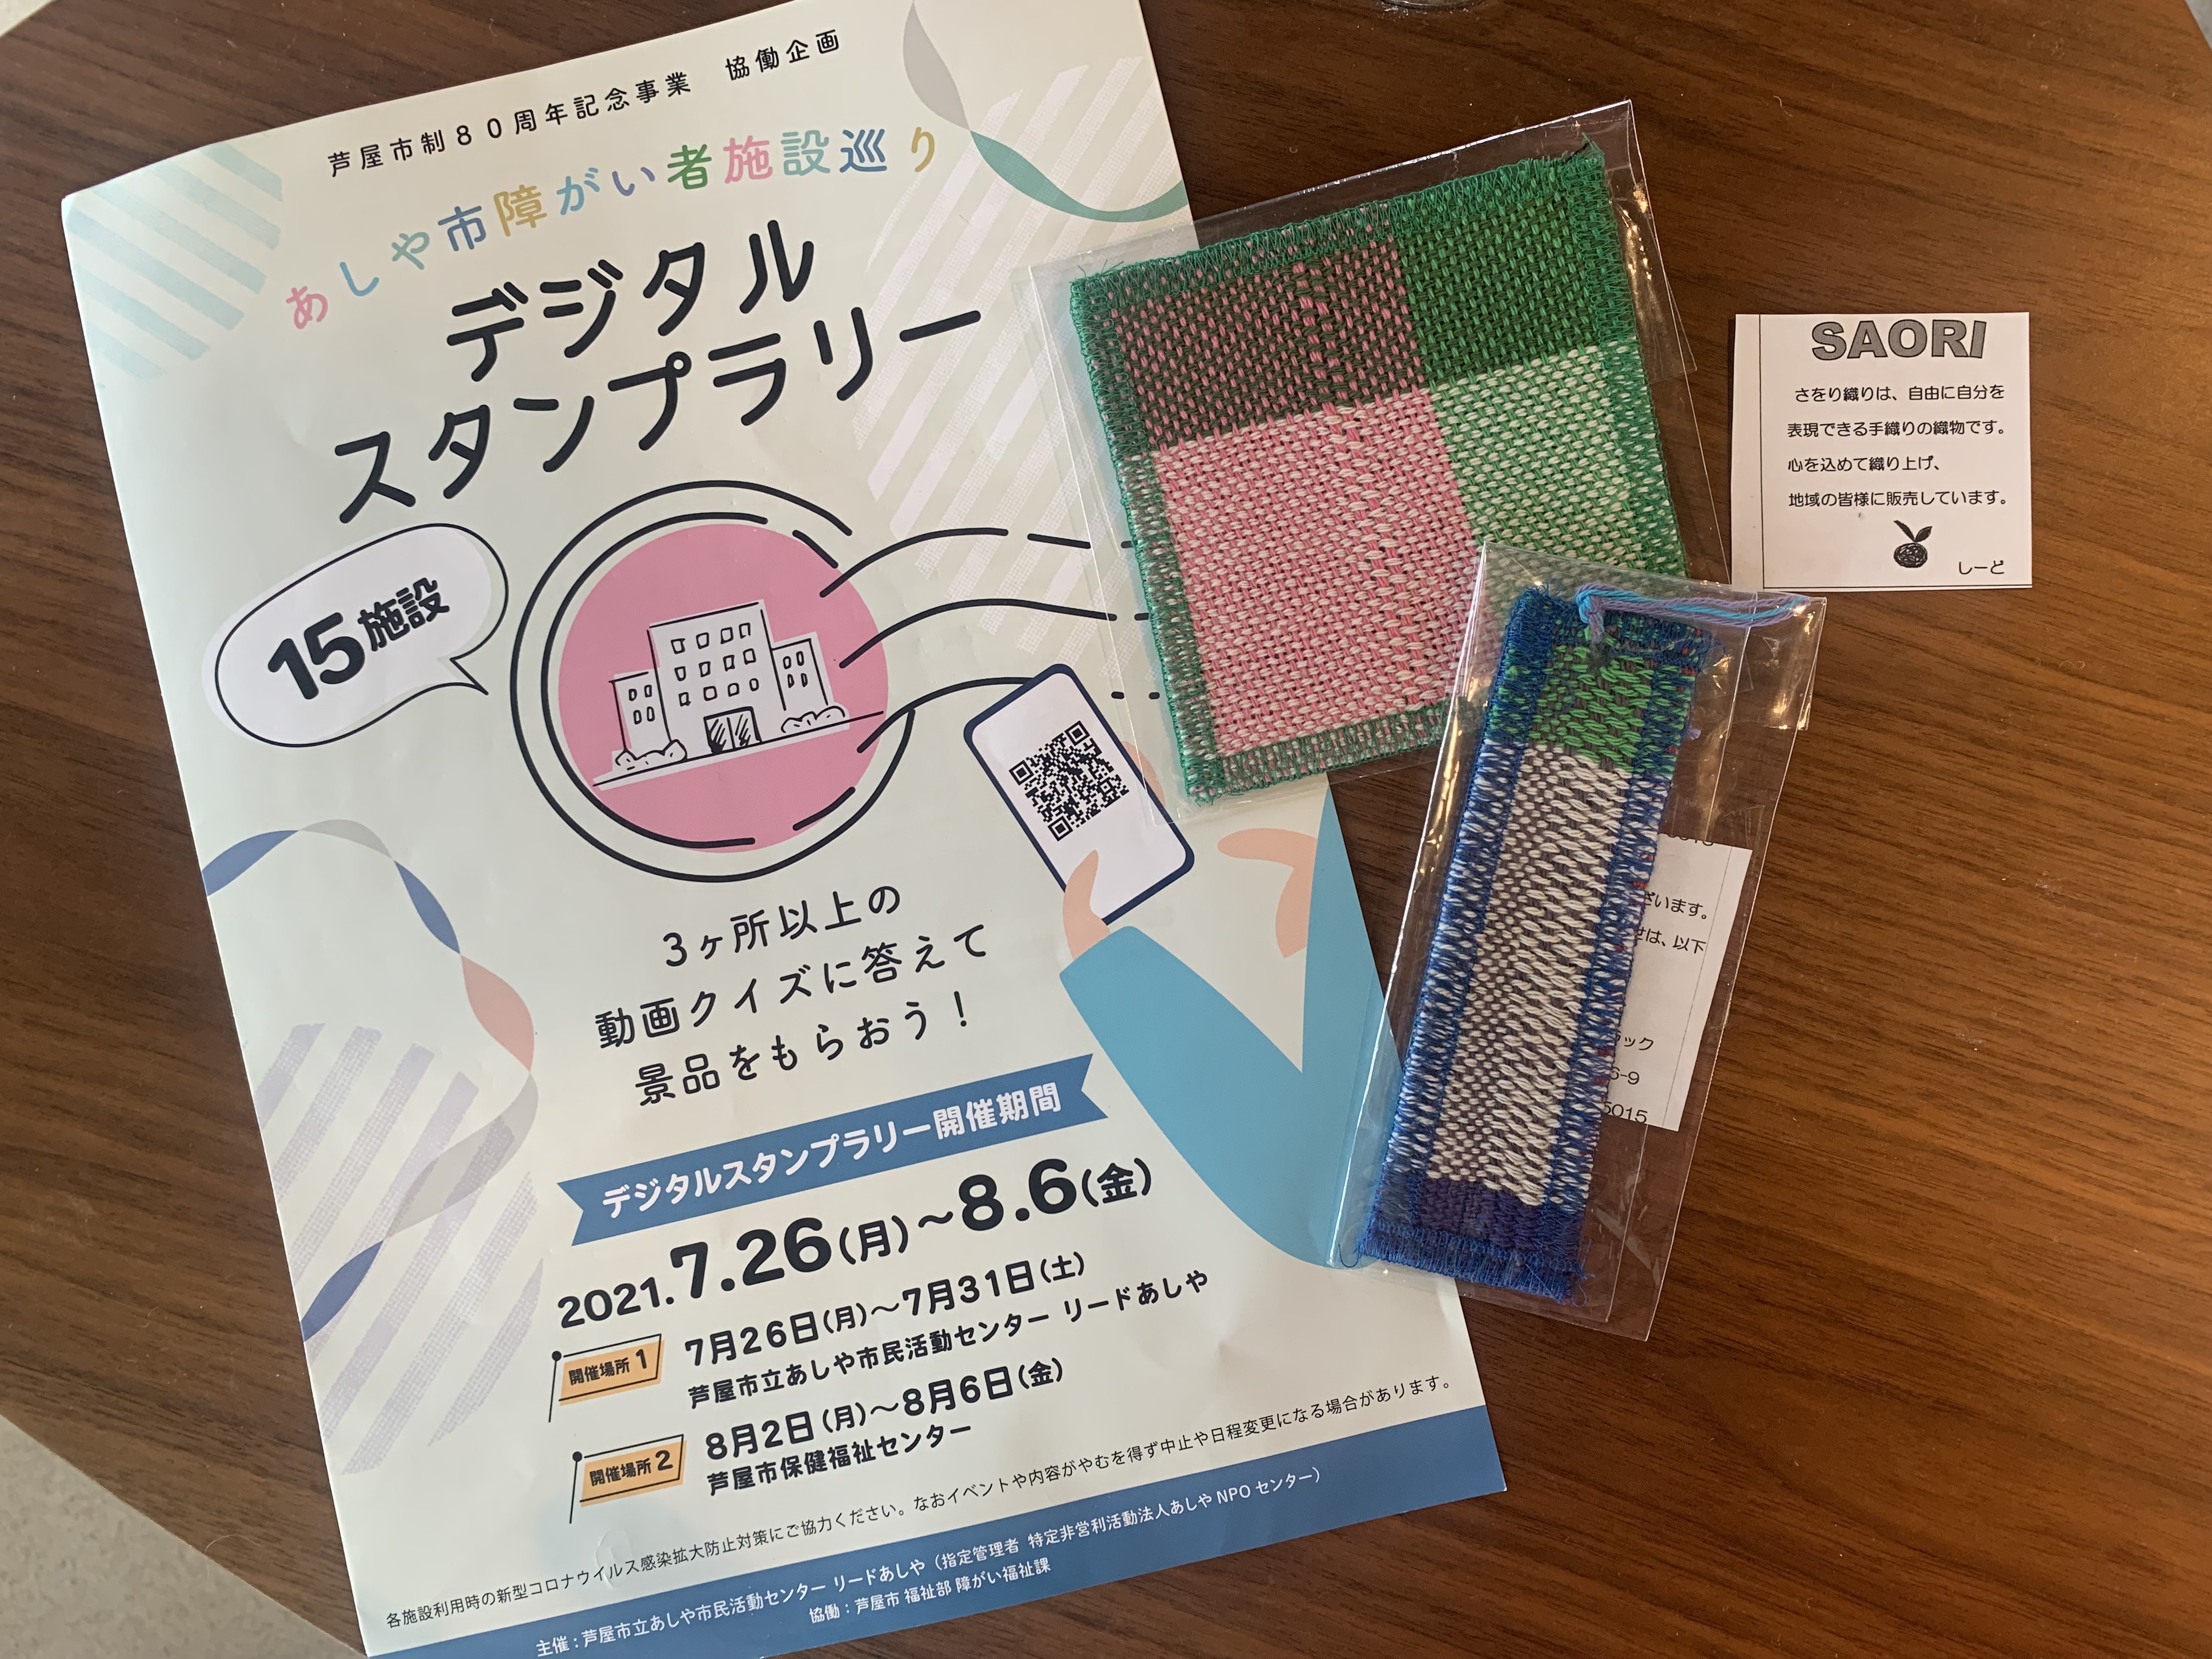 芦屋市制８０周年記念事業　協働企画
あしや市障がい者施設巡り
デジタル
スタンプラリー
15施設
3ヶ所以上の
動画クイズに答えて
景品をもらおう！
デジタルスタンプラリー開催期間
2021.7.26(月)～8.6(金)
開催場所1
7月26日(月)～7月31日(土)
芦屋市立あしや市民活動センター リードあしや
開催場所2
8月2日(月)～8月6日(金)
芦屋市保健福祉センター
各施設利用時の新型コロナウイルス感染拡大防止対策にご協力ください。なおイベントや内容がやむを得ず中止や日程変更になる場合があります。
主催：芦屋市立あしや市民活動センター リードあしや（指定管理者 特定非営利活動法人あしやNPOセンター）
協働：芦屋市 福祉部 障がい福祉課
SAORI
さをり織りは、自由に自分を
表現できる手織りの織物です。
心を込めて織り上げ、
地域の皆様に販売しています。
しーど
ざいます。
は、以下
ック
6-9
5015